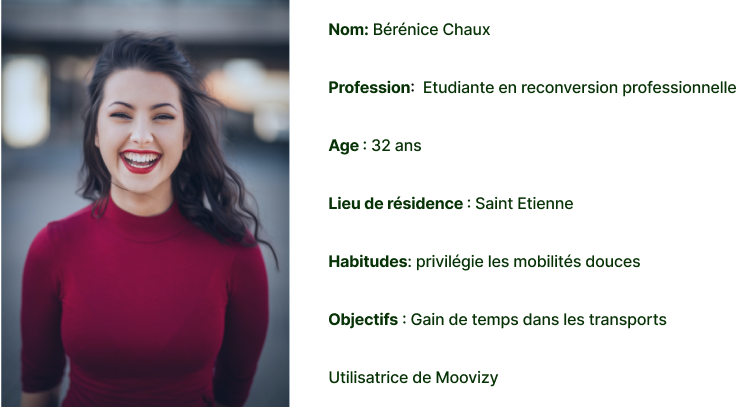 Nom: Bérénice Chaux
Profession:  Etudiante en reconversion professionnelle
Age : 32 ans
Lieu de résidence : Saint Etienne
Habitudes: privilégie les mobilités douces
Objectifs : Gain de temps dans les transports
Utilisatrice de Moovizy